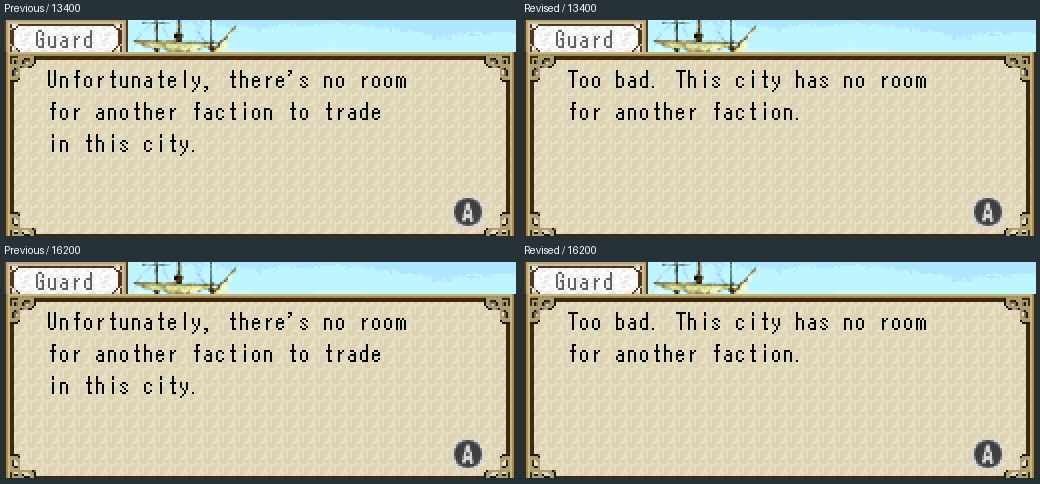 Previous / 13400
Guard
Unfortunately, there's no room
for another faction to trade
in this city.
A
Revised / 13400
Guard
Too bad. This city has no room
for another faction.
A
Previous / 16200
Guard
Unfortunately, there's no room
for another faction to trade
in this city.
A
Revised / 16200
Guard
Too bad. This city has no room
for another faction.
A